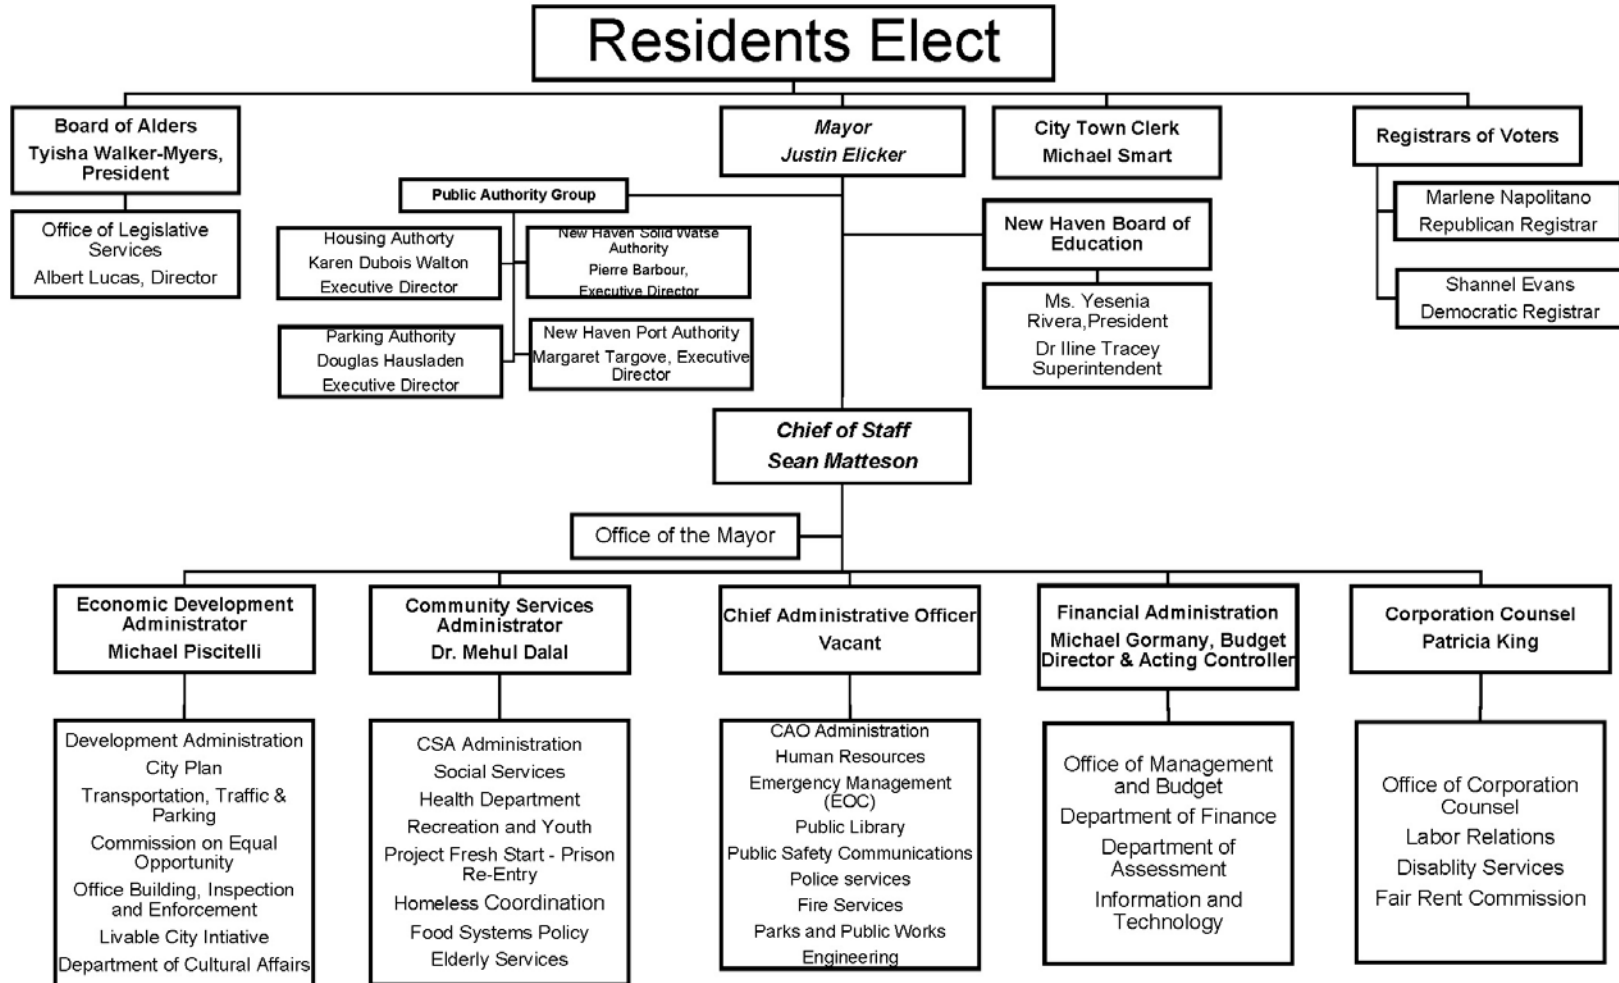 Residents Elect
Board of Alders
Tyisha Walker-Myers,
President
Office of Legislative
Services
Albert Lucas, Director
Mayor
Justin Elicker
City Town Clerk
Michael Smart
Registrars of Voters
Marlene Napolitano
Republican Registrar
Shannel Evans
Democratic Registrar
Public Authority Group
Housing Authorty
Karen Dubois Walton
Executive Director
New Haven Solid Watse
Authority
Pierre Barbour,
Executive Director
Parking Authority
Douglas Hausladen
Executive Director
New Haven Port Authority
Margaret Targove, Executive
Director
New Haven Board of
Education
Ms. Yesenia
Rivera,President
Dr Iline Tracey
Superintendent
Chief of Staff
Sean Matteson
Office of the Mayor
Economic Development
Administrator
Michael Piscitelli
Development Administration
City Plan
Transportation, Traffic &
Parking
Commission on Equal
Opportunity
Office Building, Inspection
and Enforcement
Livable City Intiative
Department of Cultural Affairs
Community Services
Administrator
Dr. Mehul Dalal
CSA Administration
Social Services
Health Department
Recreation and Youth
Project Fresh Start - Prison
Re-Entry
Homeless Coordination
Food Systems Policy
Elderly Services
Chief Administrative Officer
Vacant
CAO Administration
Human Resources
Emergency Management
(EOC)
Public Library
Public Safety Communications
Police services
Fire Services
Parks and Public Works
Engineering
Financial Administration
Michael Gormany, Budget
Director & Acting Controller
Office of Management
and Budget
Department of Finance
Department of
Assessment
Information and
Technology
Corporation Counsel
Patricia King
Office of Corporation
Counsel
Labor Relations
Disablity Services
Fair Rent Commission